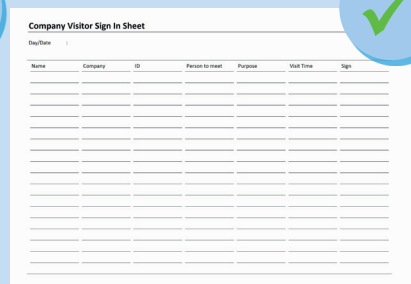 Company Visitor Sign In Sheet
Day/Date :
Name Company ID Person to meet Purpose Visit Time Sign